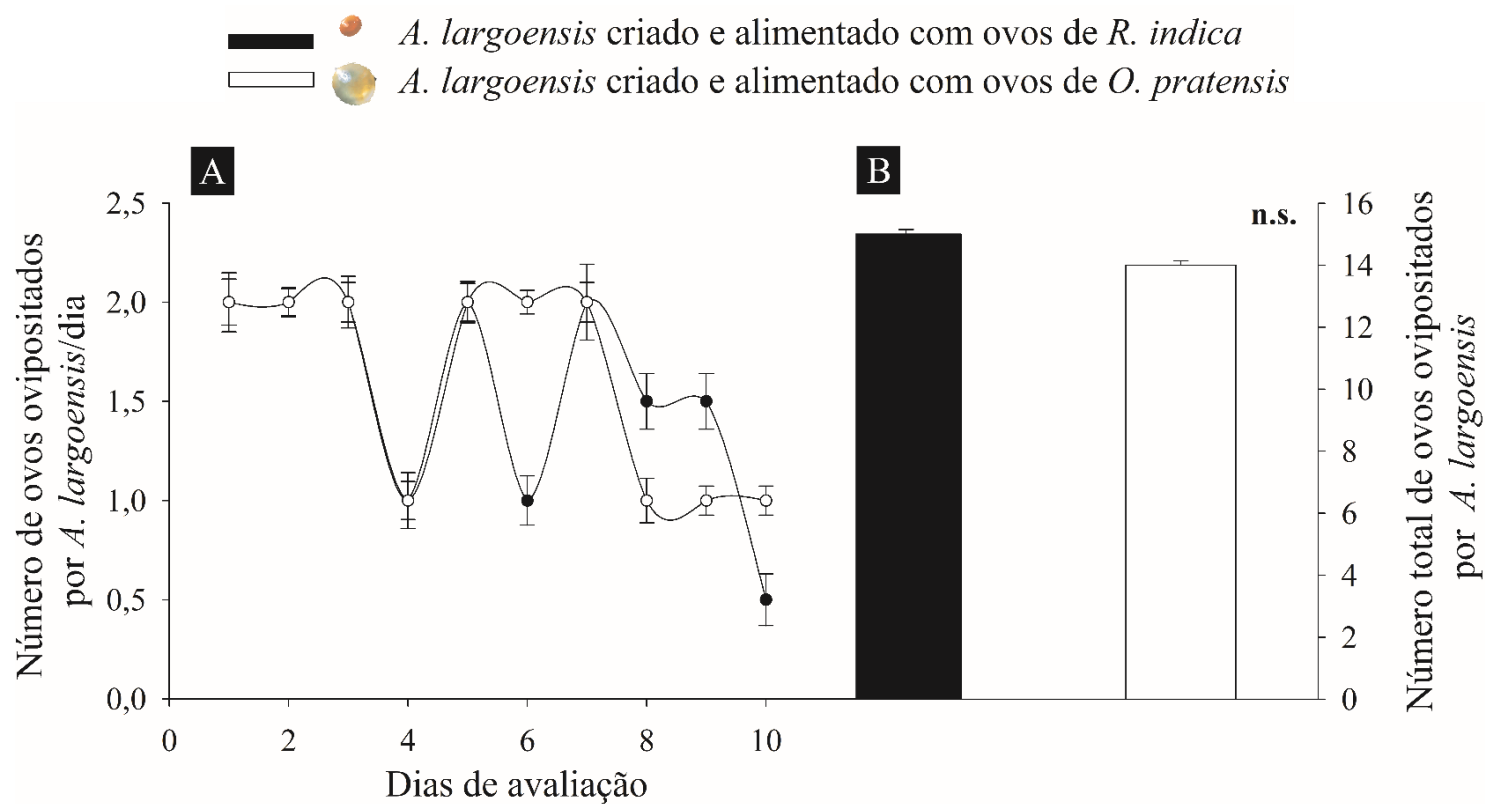 A. largoensis criado e alimentado com ovos de R. indica
A. largoensis criado e alimentado com ovos de O. pratensis
A
B
Número de ovos ovipositados
por A. largoensis/dia
2,5
2,0
1,5
1,0
0,5
0,0
0 2 4 6 8 10
Dias de avaliação
n.s.
16
14
12
10
8
6
4
2
0
Número total de ovos ovipositados
por A. largoensis